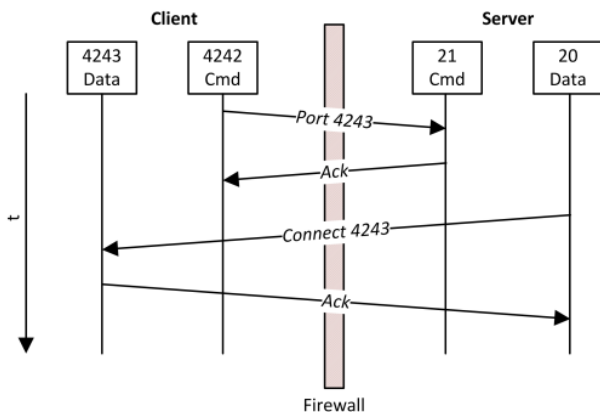 Client
Server
4243
Data
4242
Cmd
21
Cmd
20
Data
Port 4243
Ack
Connect 4243
Ack
t
Firewall